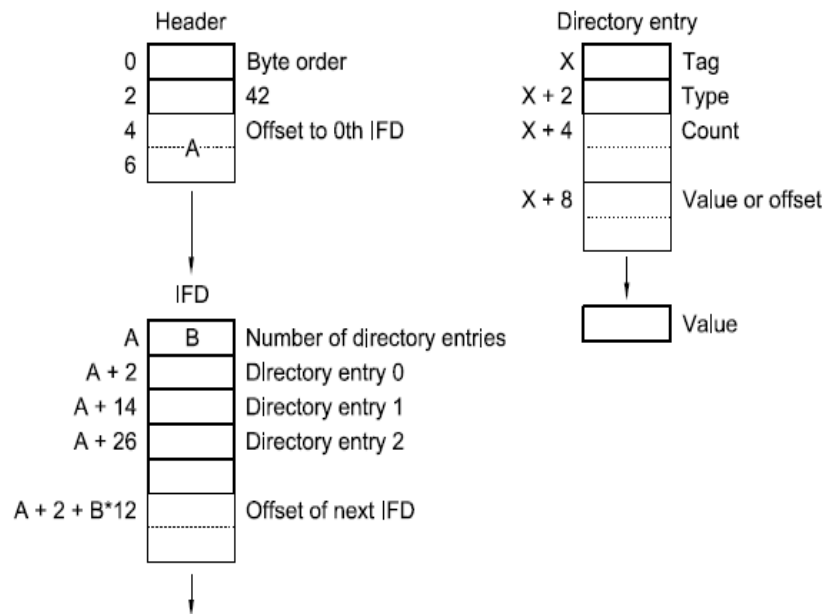 Header
0 Byte order
2 42
4 Offset to 0th IFD
A
6
IFD
A B Number of directory entries
A + 2 Directory entry 0
A + 14 Directory entry 1
A + 26 Directory entry 2
A + 2 + B*12 Offset of next IFD
Directory entry
X Tag
X + 2 Type
X + 4 Count
X + 8 Value or offset
Value